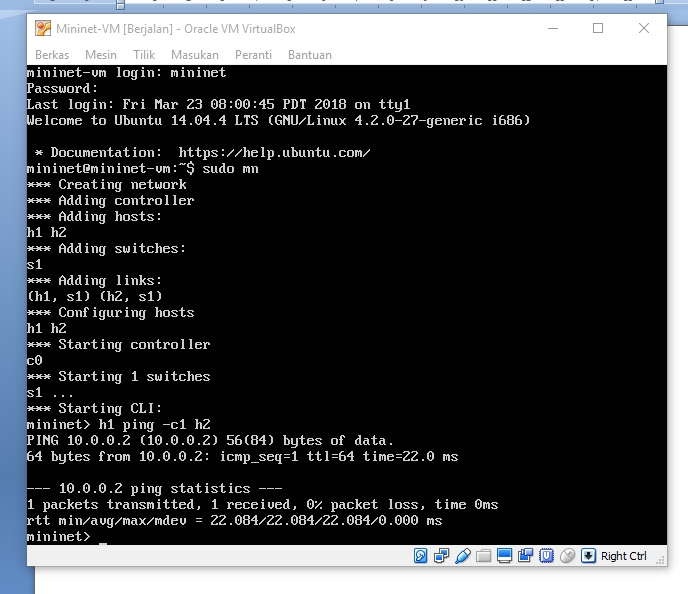 Mininet-VM [Berjalan] - Oracle VM VirtualBox
Berkas Mesin Tilik Masukan Peranti Bantuan
mininet-vm login: mininet
Password:
Last login: Fri Mar 23 08:00:45 PDT 2018 on tty1
Welcome to Ubuntu 14.04.4 LTS (GNU/Linux 4.2.0-27-generic i686)
* Documentation: https://help.ubuntu.com/
mininet@mininet-vm:~$ sudo mn
*** Creating network
*** Adding controller
*** Adding hosts:
h1 h2
*** Adding switches:
s1
*** Adding links:
(h1, s1) (h2, s1)
*** Configuring hosts
h1 h2
*** Starting controller
c0
*** Starting 1 switches
s1 ...
*** Starting CLI:
mininet> h1 ping -c1 h2
PING 10.0.0.2 (10.0.0.2) 56(84) bytes of data.
64 bytes from 10.0.0.2: icmp_seq=1 ttl=64 time=22.0 ms
--- 10.0.0.2 ping statistics ---
1 packets transmitted, 1 received, 0% packet loss, time 0ms
rtt min/avg/max/mdev = 22.084/22.084/22.084/0.000 ms
mininet> _
Right Ctrl